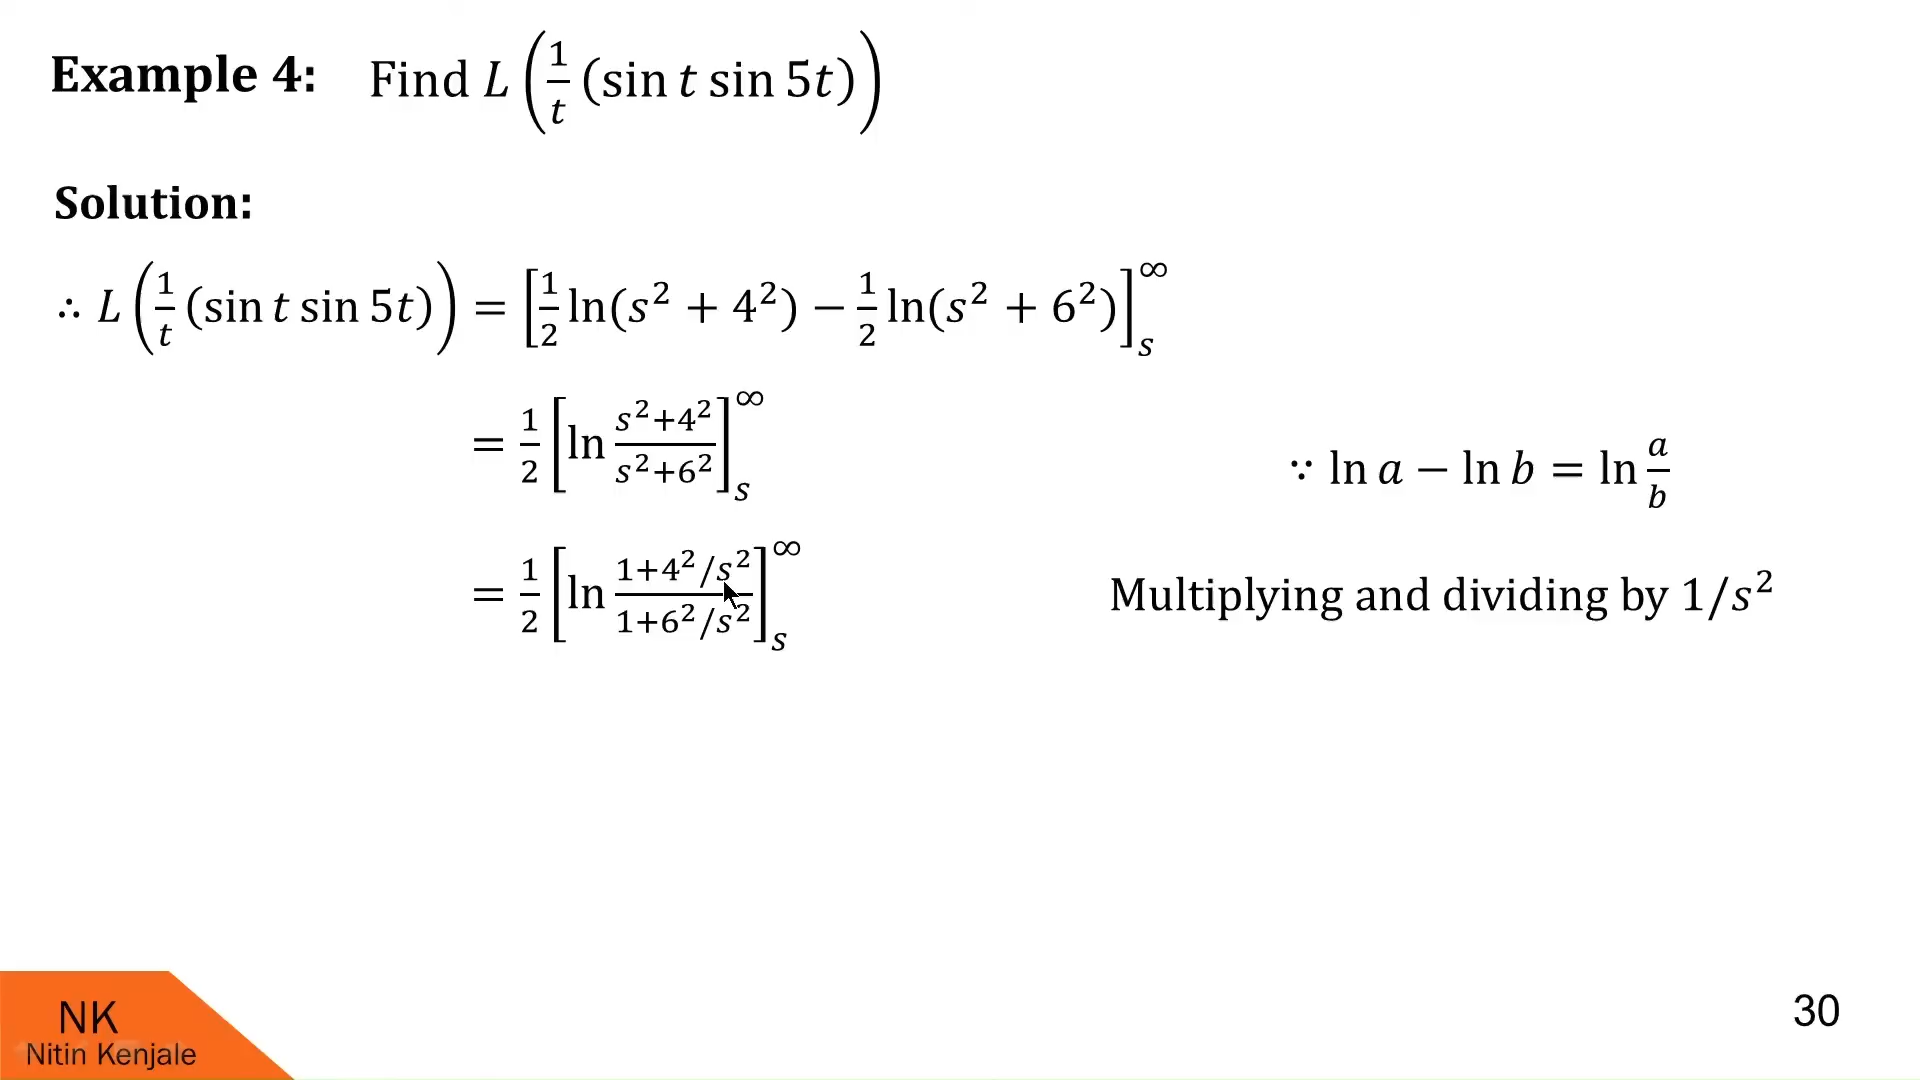 Example 4: Find L(1/t (sin t sin 5t))
Solution:
∴ L(1/t (sin t sin 5t)) = [1/2 ln(s² + 4²) − 1/2 ln(s² + 6²)]ₛ^∞
= 1/2 [ln (s²+4²)/(s²+6²)]ₛ^∞ ∵ ln a − ln b = ln a/b
= 1/2 [ln (1+4²/s²)/(1+6²/s²)]ₛ^∞ Multiplying and dividing by 1/s²
NK
Nitin Kenjale
30